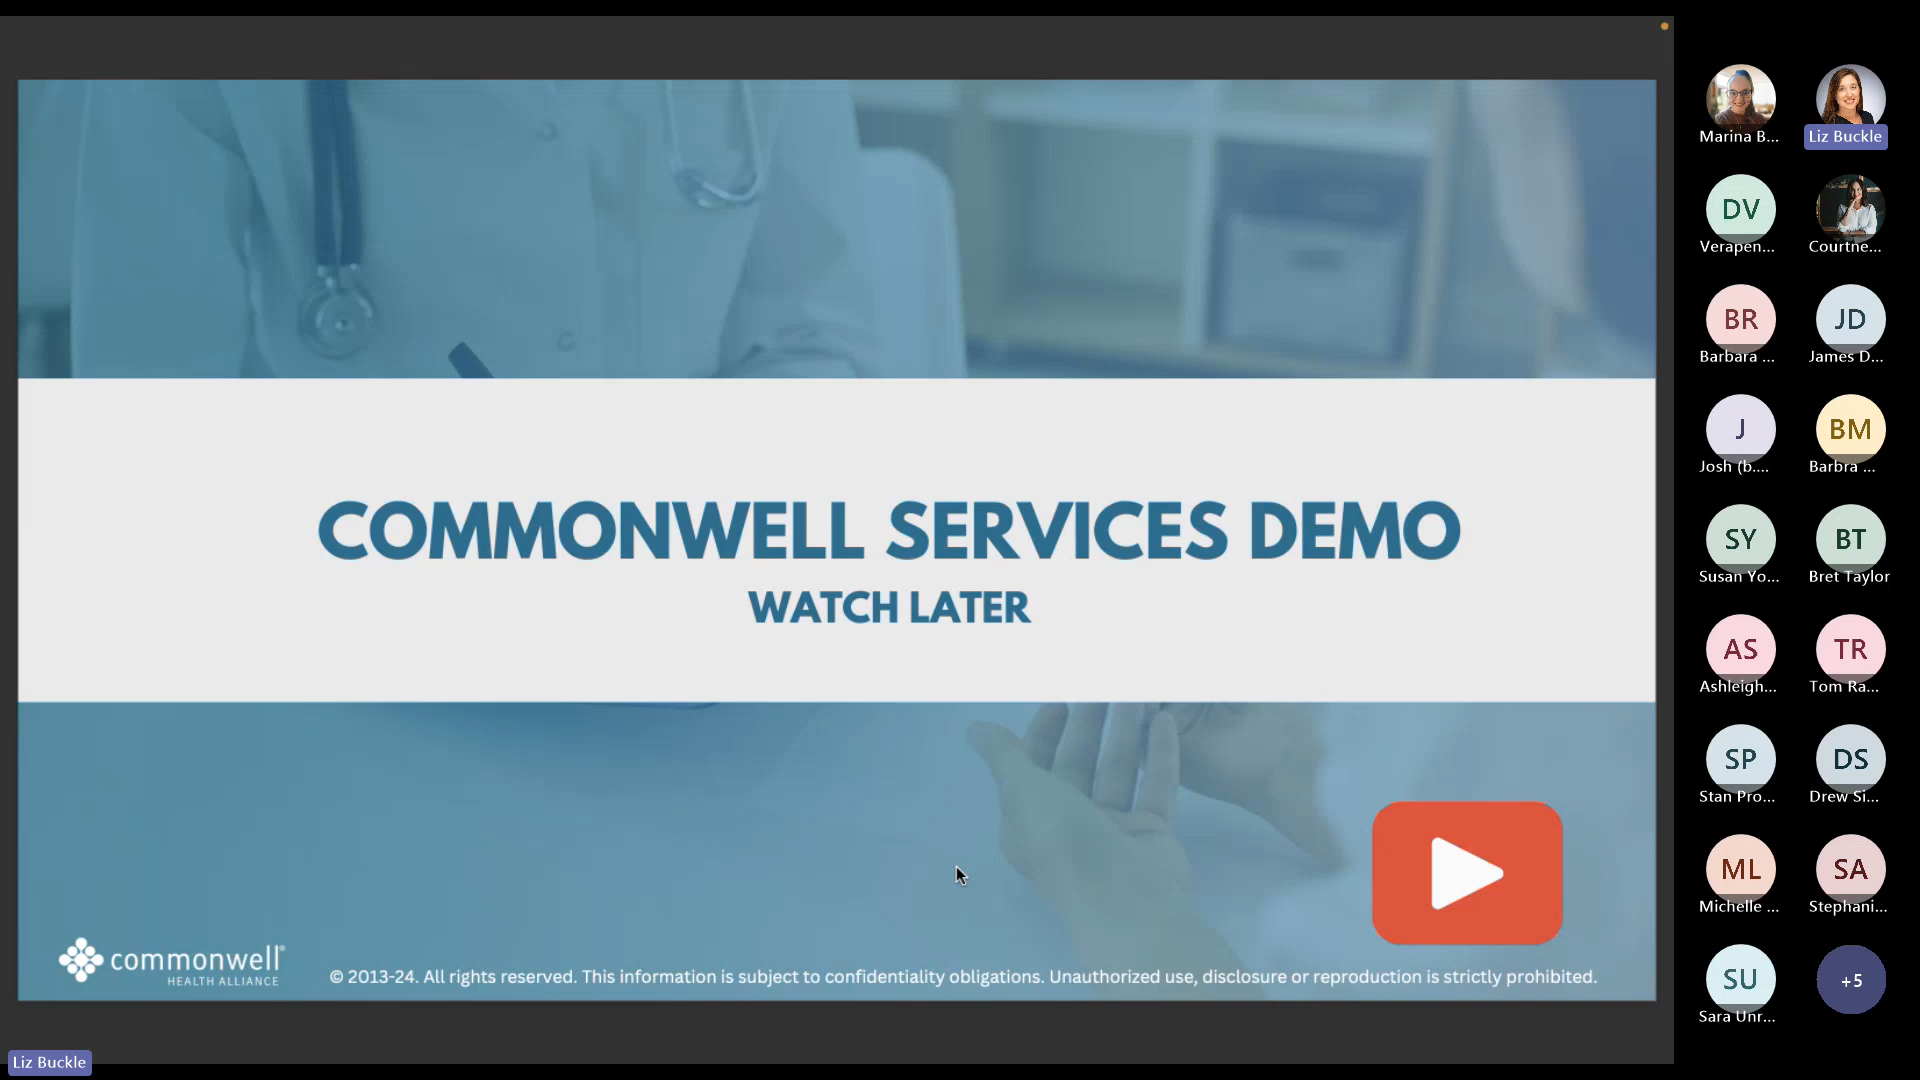 Marina B...
Liz Buckle
DV
Verapen...
Courtne...
BR
Barbara ...
JD
James D...
J
Josh (b....
BM
Barbra ...
SY
Susan Yo...
BT
Bret Taylor
AS
Ashleigh...
TR
Tom Ra...
SP
Stan Pro...
DS
Drew Si...
ML
Michelle ...
SA
Stephani...
SU
Sara Unr...
+5
COMMONWELL SERVICES DEMO
WATCH LATER
commonwell®
HEALTH ALLIANCE
© 2013-24. All rights reserved. This information is subject to confidentiality obligations. Unauthorized use, disclosure or reproduction is strictly prohibited.
Liz Buckle